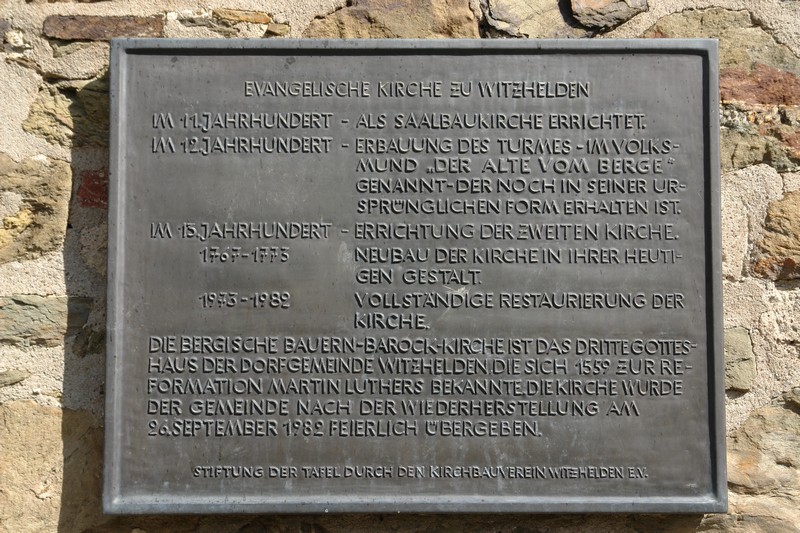 EVANGELISCHE KIRCHE ZU WITZHELDEN
IM 11. JAHRHUNDERT - ALS SAALBAUKIRCHE ERRICHTET.
IM 12. JAHRHUNDERT - ERBAUUNG DES TURMES - IM VOLKS-
MUND „DER ALTE VOM BERGE"
GENANNT - DER NOCH IN SEINER UR-
SPRÜNGLICHEN FORM ERHALTEN IST.
IM 13. JAHRHUNDERT - ERRICHTUNG DER ZWEITEN KIRCHE.
1767-1773 NEUBAU DER KIRCHE IN IHRER HEUTI-
GEN GESTALT.
1973-1982 VOLLSTÄNDIGE RESTAURIERUNG DER
KIRCHE.
DIE BERGISCHE BAUERN-BAROCK-KIRCHE IST DAS DRITTE GOTTES-
HAUS DER DORFGEMEINDE WITZHELDEN, DIE SICH 1559 ZUR RE-
FORMATION MARTIN LUTHERS BEKANNTE. DIE KIRCHE WURDE
DER GEMEINDE NACH DER WIEDERHERSTELLUNG AM
26. SEPTEMBER 1982 FEIERLICH ÜBERGEBEN.
STIFTUNG DER TAFEL DURCH DEN KIRCHBAUVEREIN WITZHELDEN E.V.